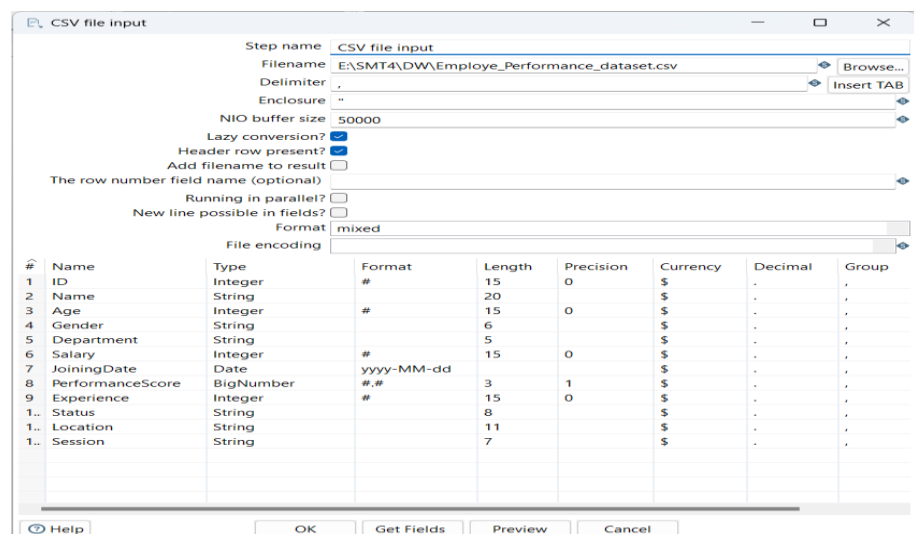 CSV file input
Step name CSV file input
Filename E:\SMT4\DW\Employe_Performance_dataset.csv Browse...
Delimiter , Insert TAB
Enclosure "
NIO buffer size 50000
Lazy conversion?
Header row present?
Add filename to result
The row number field name (optional)
Running in parallel?
New line possible in fields?
Format mixed
File encoding
# Name Type Format Length Precision Currency Decimal Group
1 ID Integer # 15 0 $ . ,
2 Name String 20 $ . ,
3 Age Integer # 15 0 $ . ,
4 Gender String 6 $ . ,
5 Department String 5 $ . ,
6 Salary Integer # 15 0 $ . ,
7 JoiningDate Date yyyy-MM-dd $ . ,
8 PerformanceScore BigNumber #.# 3 1 $ . ,
9 Experience Integer # 15 0 $ . ,
1.. Status String 8 $ . ,
1.. Location String 11 $ . ,
1.. Session String 7 $ . ,
Help OK Get Fields Preview Cancel